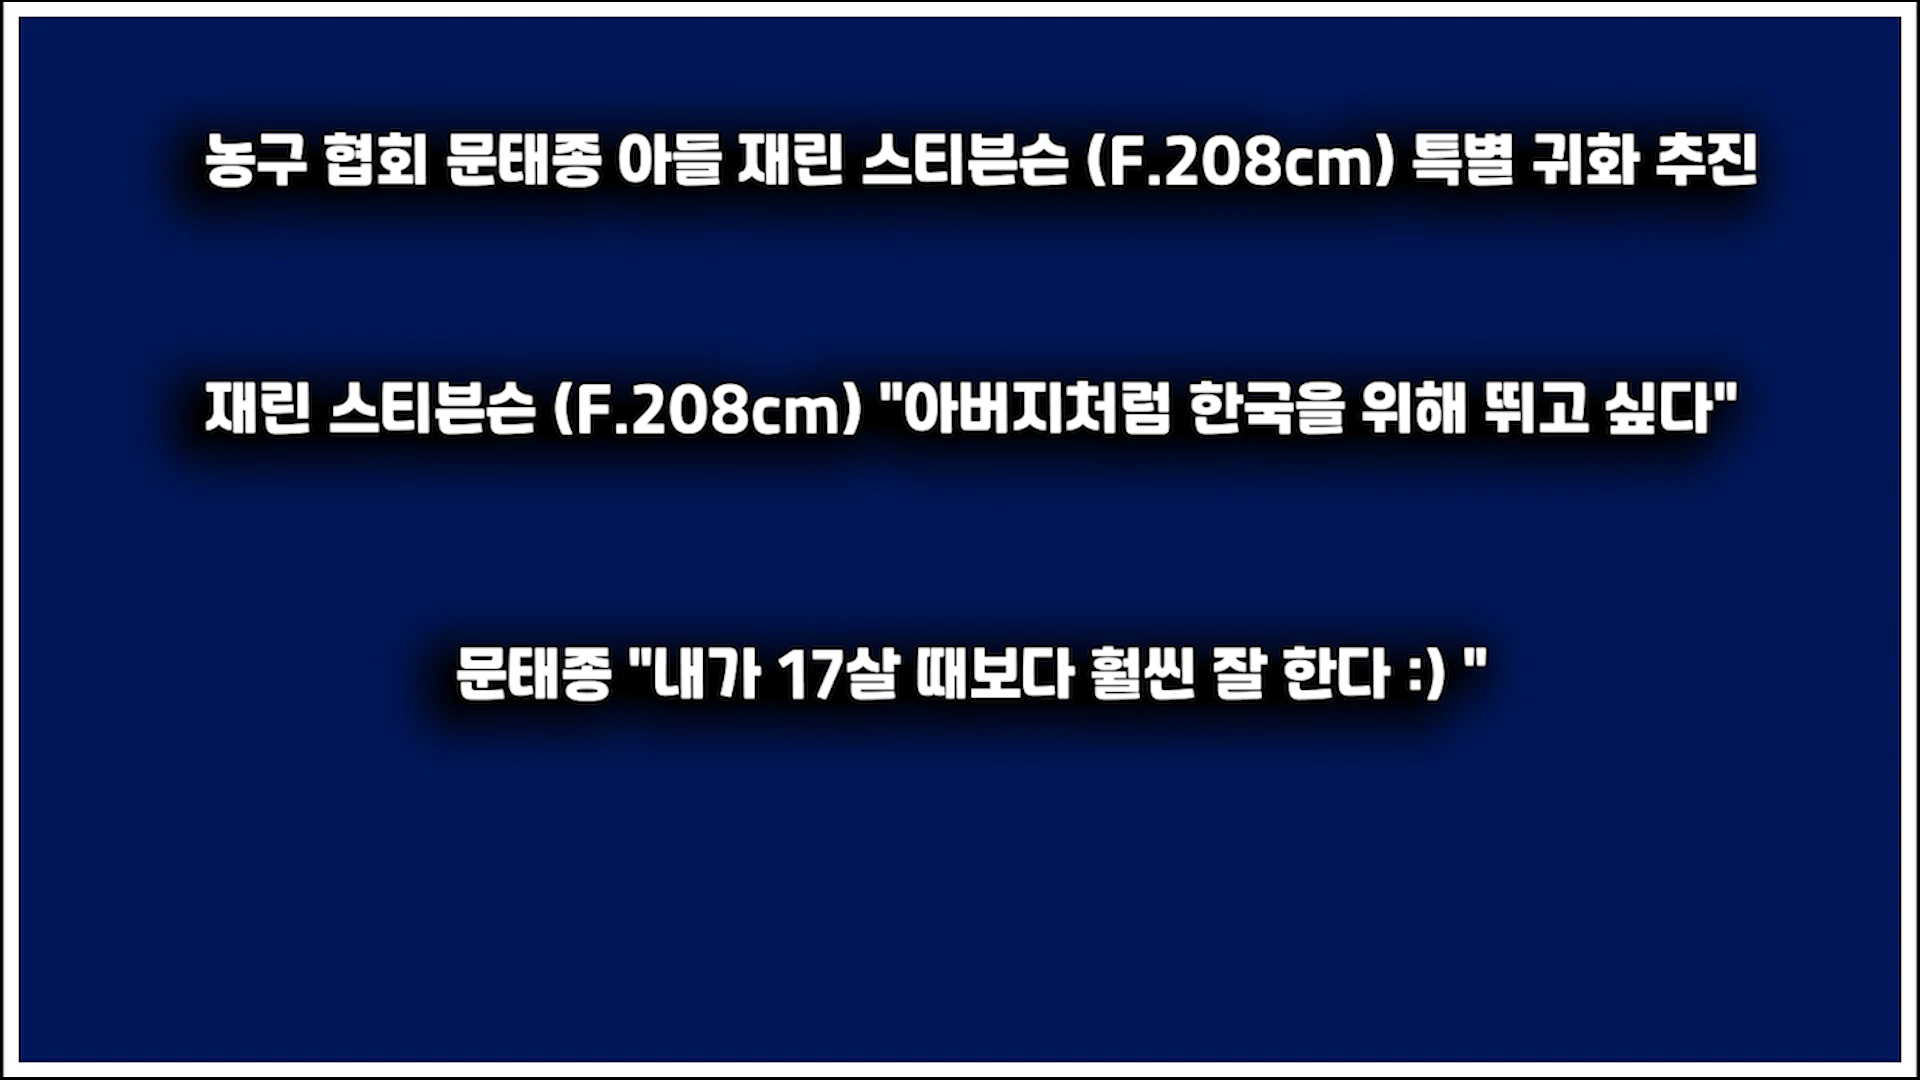 농구 협회 문태종 아들 재린 스티븐슨 (F.208cm) 특별 귀화 추진
재린 스티븐슨 (F.208cm) "아버지처럼 한국을 위해 뛰고 싶다"
문태종 "내가 17살 때보다 훨씬 잘 한다 :) "